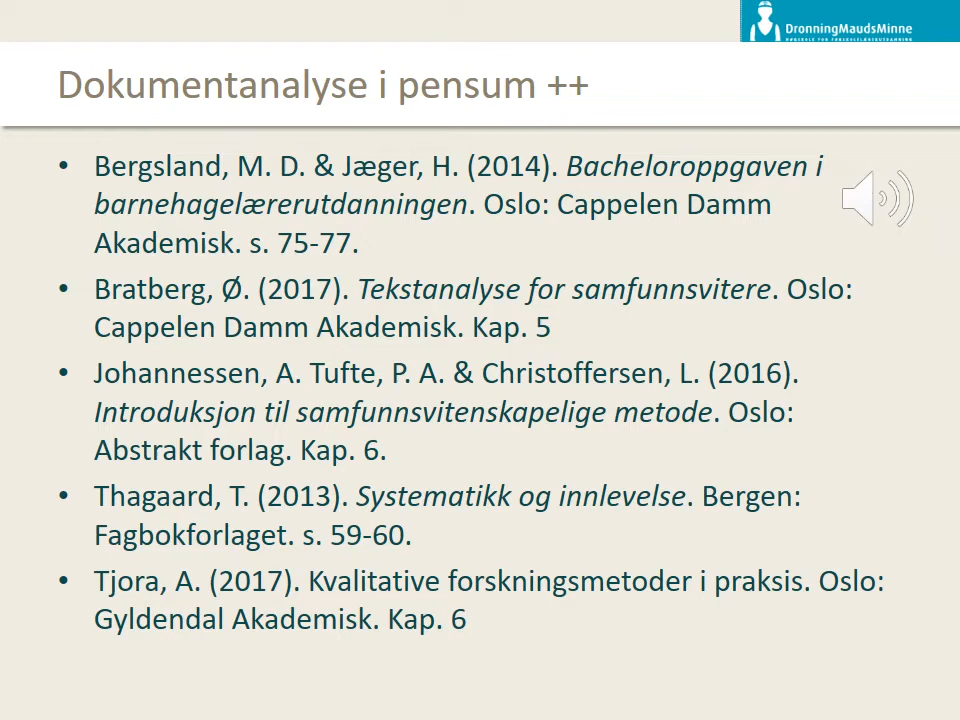 DronningMaudsMinne
HØGSKOLE FOR FØRSKOLELÆRERUTDANNING
Dokumentanalyse i pensum ++
• Bergsland, M. D. & Jæger, H. (2014). Bacheloroppgaven i
barnehagelærerutdanningen. Oslo: Cappelen Damm
Akademisk. s. 75-77.
• Bratberg, Ø. (2017). Tekstanalyse for samfunnsvitere. Oslo:
Cappelen Damm Akademisk. Kap. 5
• Johannessen, A. Tufte, P. A. & Christoffersen, L. (2016).
Introduksjon til samfunnsvitenskapelige metode. Oslo:
Abstrakt forlag. Kap. 6.
• Thagaard, T. (2013). Systematikk og innlevelse. Bergen:
Fagbokforlaget. s. 59-60.
• Tjora, A. (2017). Kvalitative forskningsmetoder i praksis. Oslo:
Gyldendal Akademisk. Kap. 6